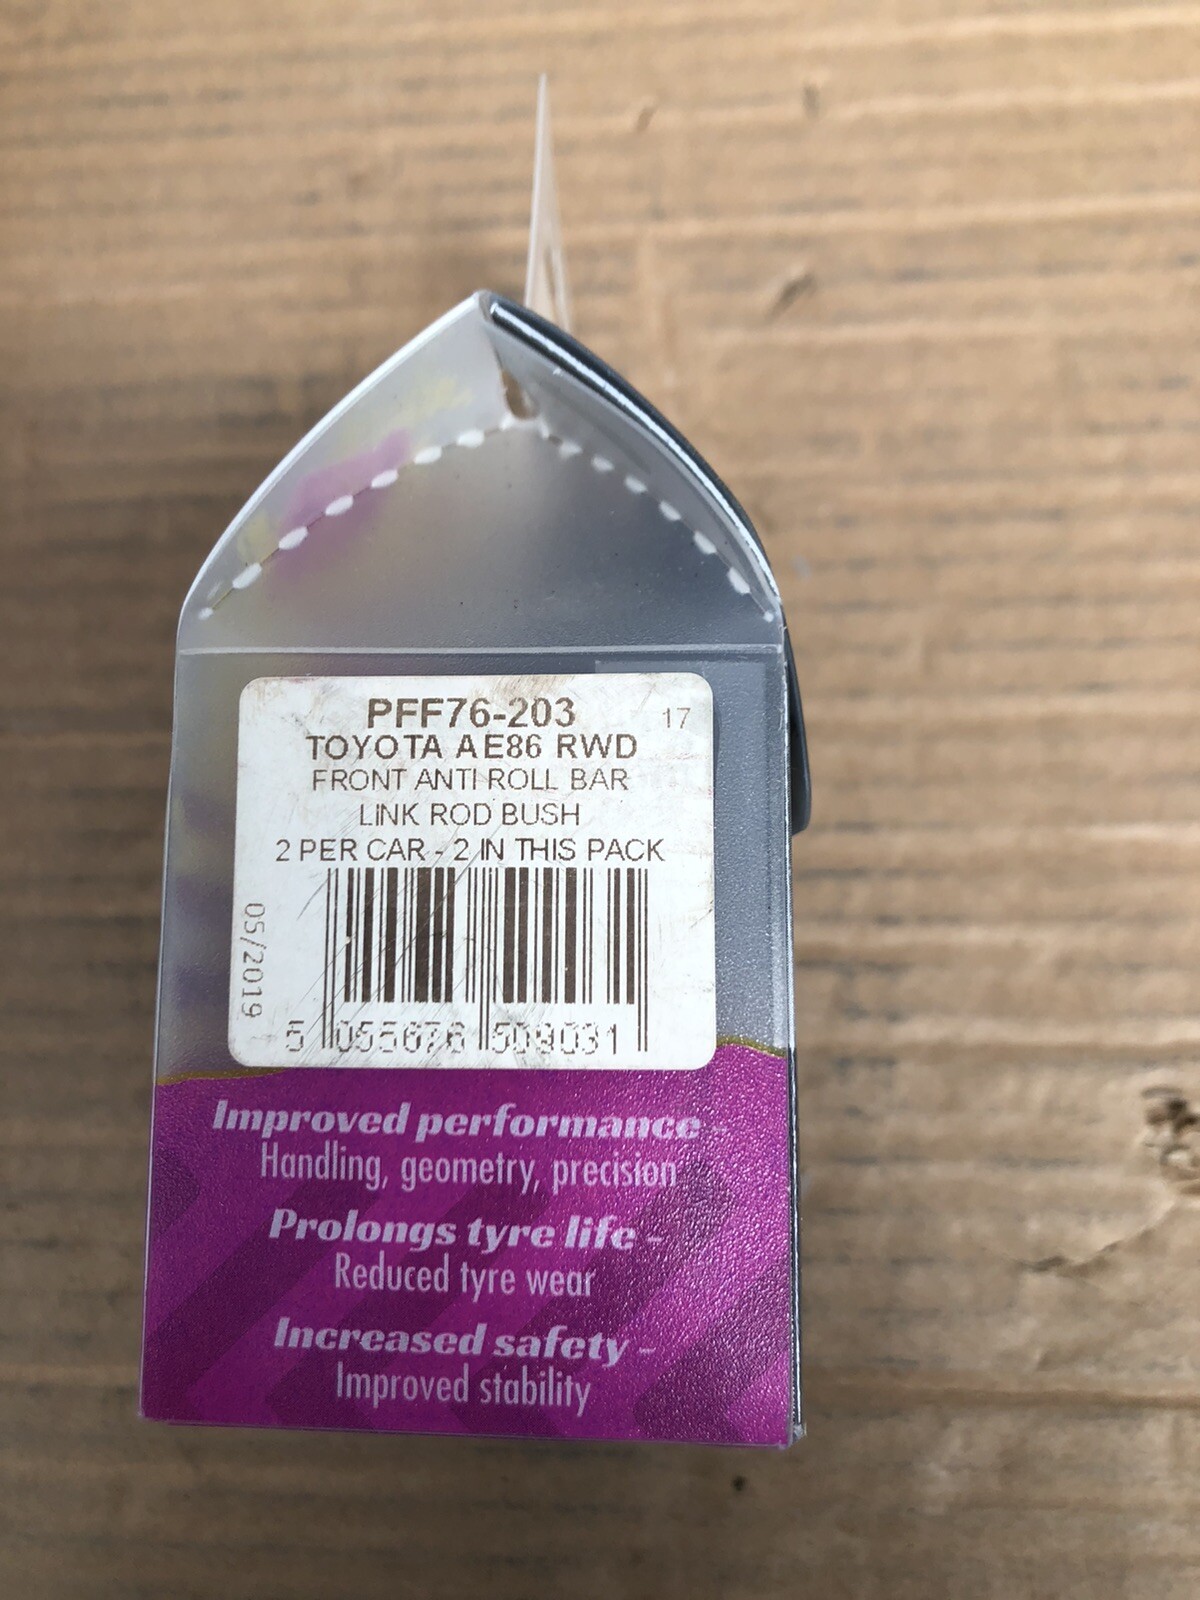 PFF76-203
17
TOYOTA AE86 RWD
FRONT ANTI ROLL BAR
LINK ROD BUSH
2 PER CAR - 2 IN THIS PACK
05/2019
5 055676 509031
Improved performance -
Handling, geometry, precision
Prolongs tyre life -
Reduced tyre wear
Increased safety -
Improved stability